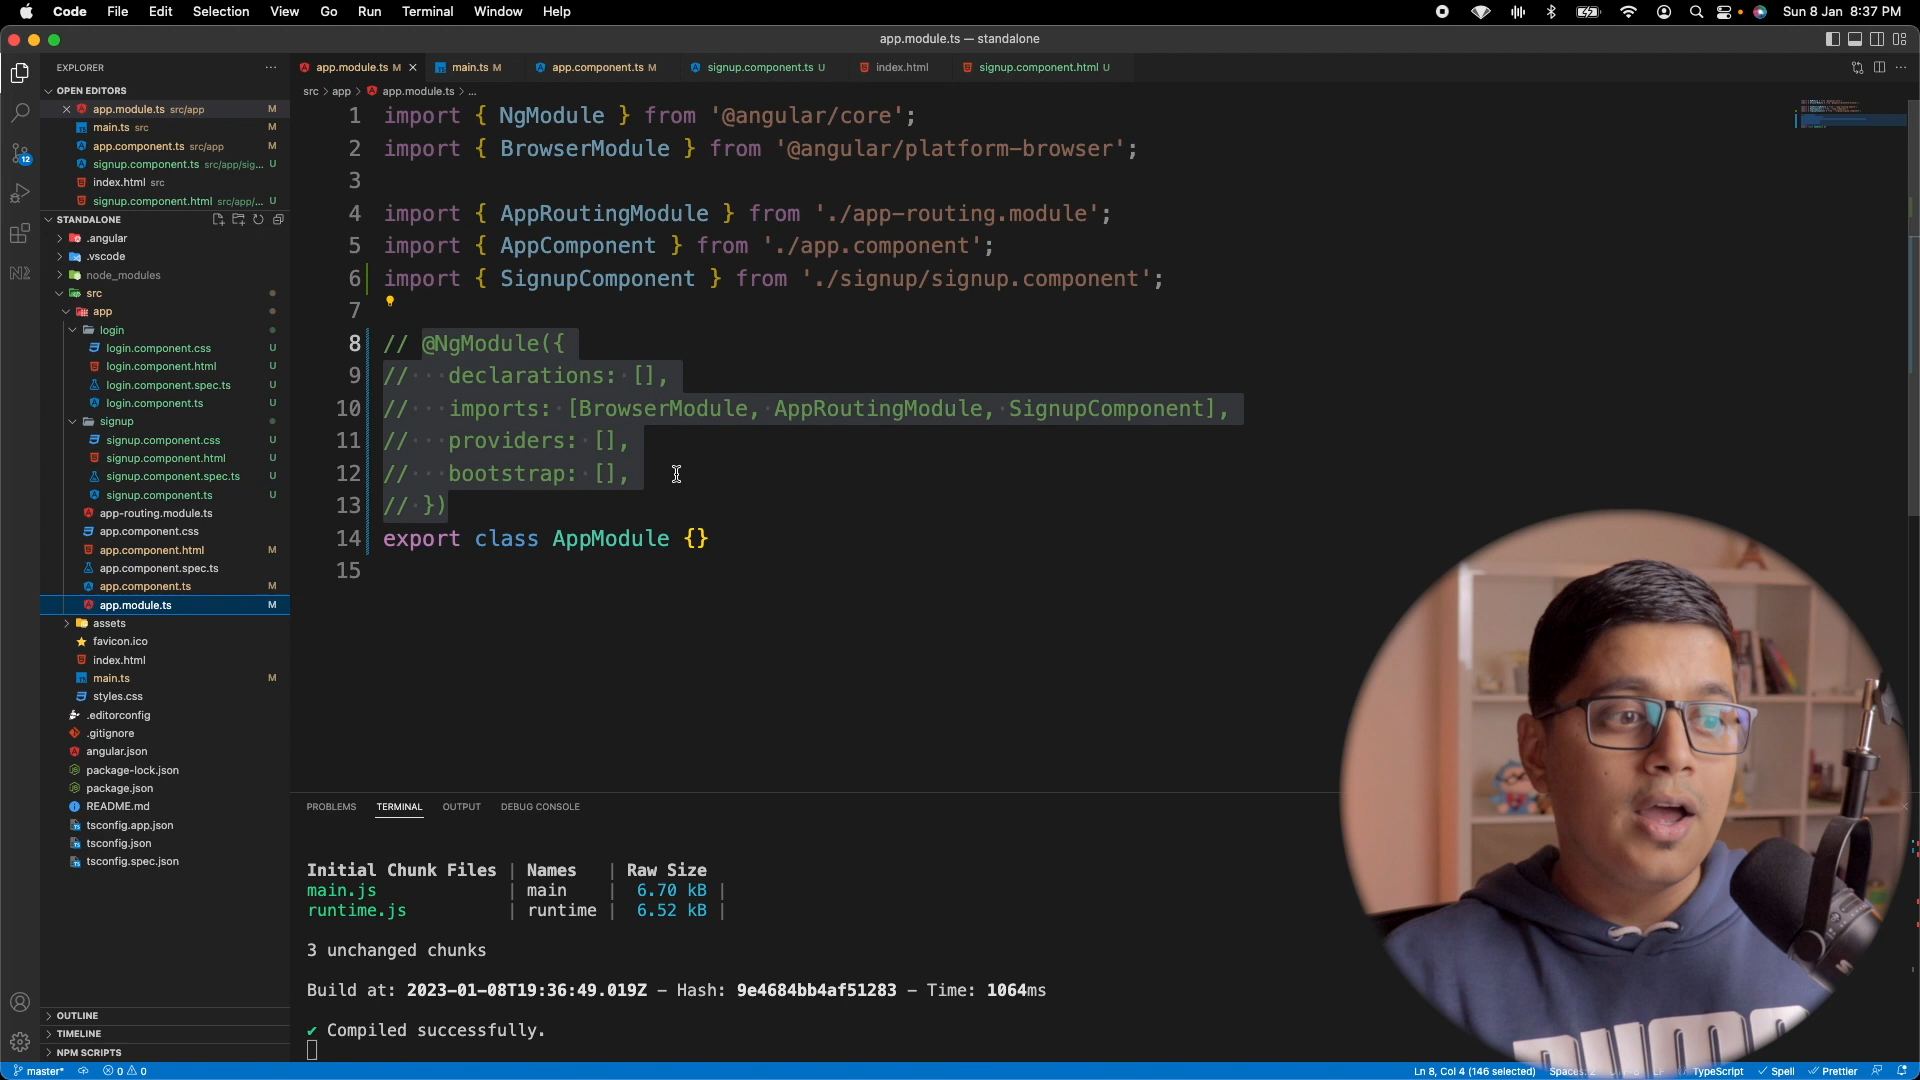 Code File Edit Selection View Go Run Terminal Window Help
Sun 8 Jan 8:37 PM
app.module.ts — standalone
EXPLORER
app.module.ts M
main.ts M
app.component.ts M
signup.component.ts U
index.html
signup.component.html U
OPEN EDITORS
app.module.ts src/app M
main.ts src M
app.component.ts src/app M
signup.component.ts src/app/sig... U
index.html src
signup.component.html src/app/... U
STANDALONE
.angular
.vscode
node_modules
src
app
login
login.component.css U
login.component.html U
login.component.spec.ts U
login.component.ts U
signup
signup.component.css U
signup.component.html U
signup.component.spec.ts U
signup.component.ts U
app-routing.module.ts
app.component.css
app.component.html M
app.component.spec.ts
app.component.ts M
app.module.ts M
assets
favicon.ico
index.html
main.ts M
styles.css
.editorconfig
.gitignore
angular.json
package-lock.json
package.json
README.md
tsconfig.app.json
tsconfig.json
tsconfig.spec.json
OUTLINE
TIMELINE
NPM SCRIPTS
12
src > app > app.module.ts > ...
1 import { NgModule } from '@angular/core';
2 import { BrowserModule } from '@angular/platform-browser';
3
4 import { AppRoutingModule } from './app-routing.module';
5 import { AppComponent } from './app.component';
6 import { SignupComponent } from './signup/signup.component';
7
8 // @NgModule({
9 //   declarations: [],
10 //   imports: [BrowserModule, AppRoutingModule, SignupComponent],
11 //   providers: [],
12 //   bootstrap: [],
13 // })
14 export class AppModule {}
15
PROBLEMS TERMINAL OUTPUT DEBUG CONSOLE
Initial Chunk Files | Names | Raw Size
main.js | main | 6.70 kB |
runtime.js | runtime | 6.52 kB |
3 unchanged chunks
Build at: 2023-01-08T19:36:49.019Z - Hash: 9e4684bb4af51283 - Time: 1064ms
✔ Compiled successfully.
master* 0 0
Ln 8, Col 4 (146 selected) TypeScript Spell Prettier